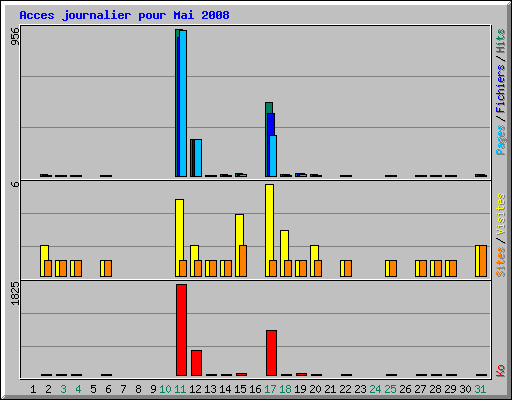 Acces journalier pour Mai 2008
956
Pages/Fichiers/Hits
6
Sites/Visites
1825
Ko
1 2 3 4 5 6 7 8 9 10 11 12 13 14 15 16 17 18 19 20 21 22 23 24 25 26 27 28 29 30 31